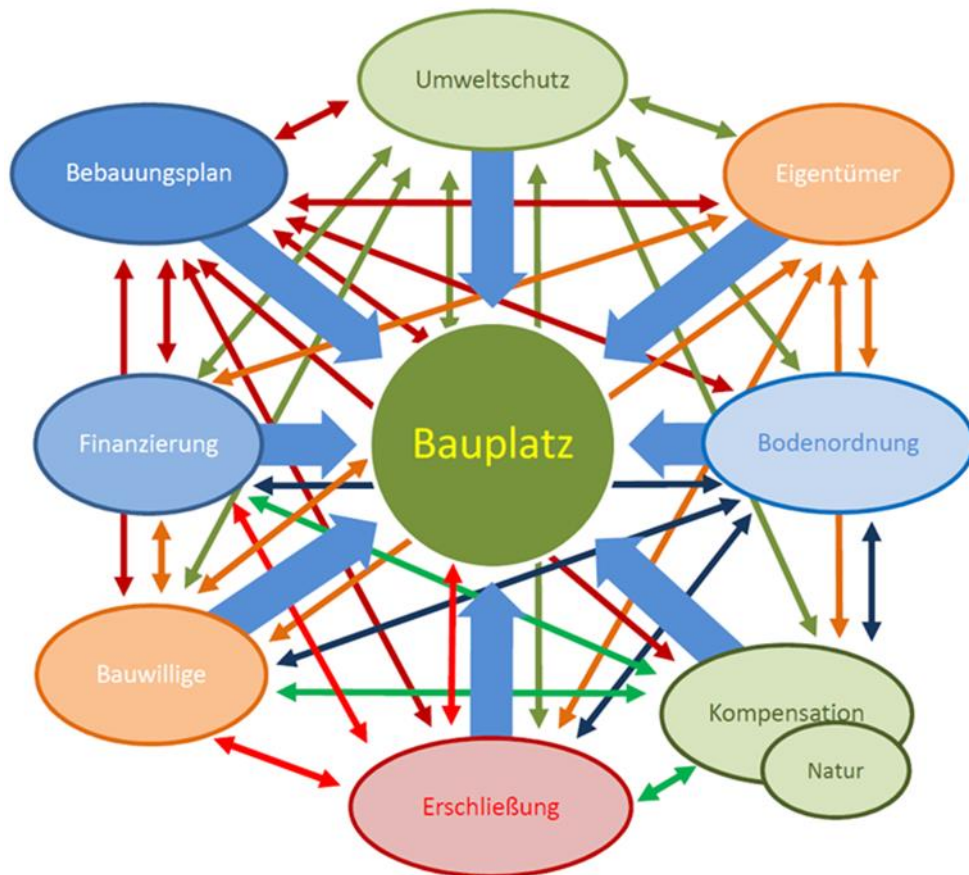 Umweltschutz
Bebauungsplan
Eigentümer
Finanzierung
Bauplatz
Bodenordnung
Bauwillige
Kompensation
Natur
Erschließung